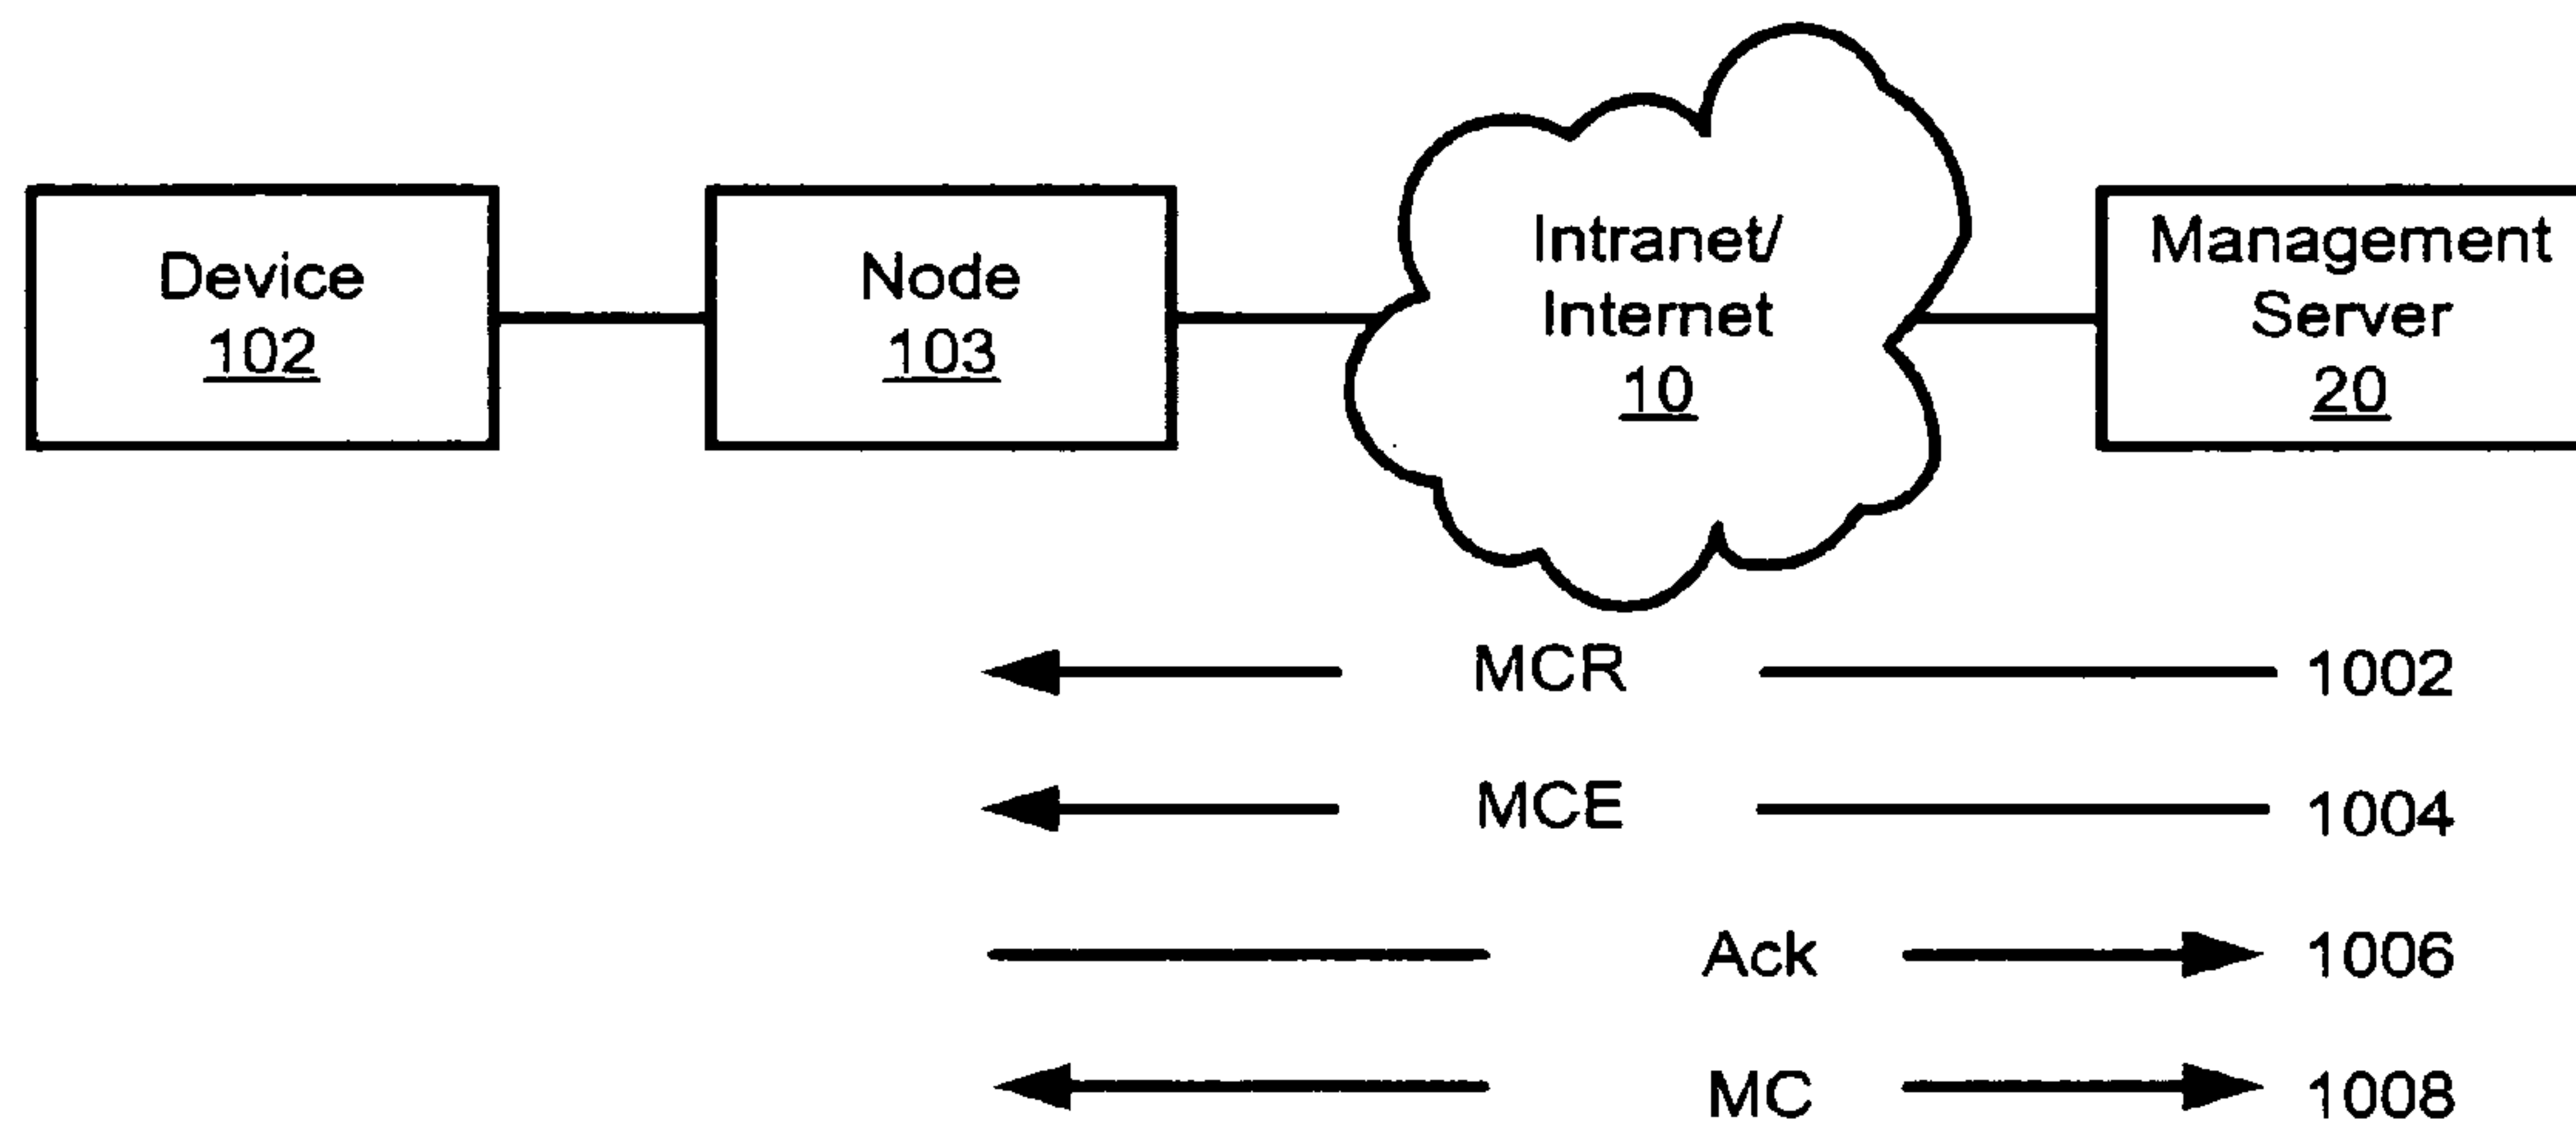 Device
102
Node
103
Intranet/
Internet
10
Management
Server
20
MCR 1002
MCE 1004
Ack 1006
MC 1008